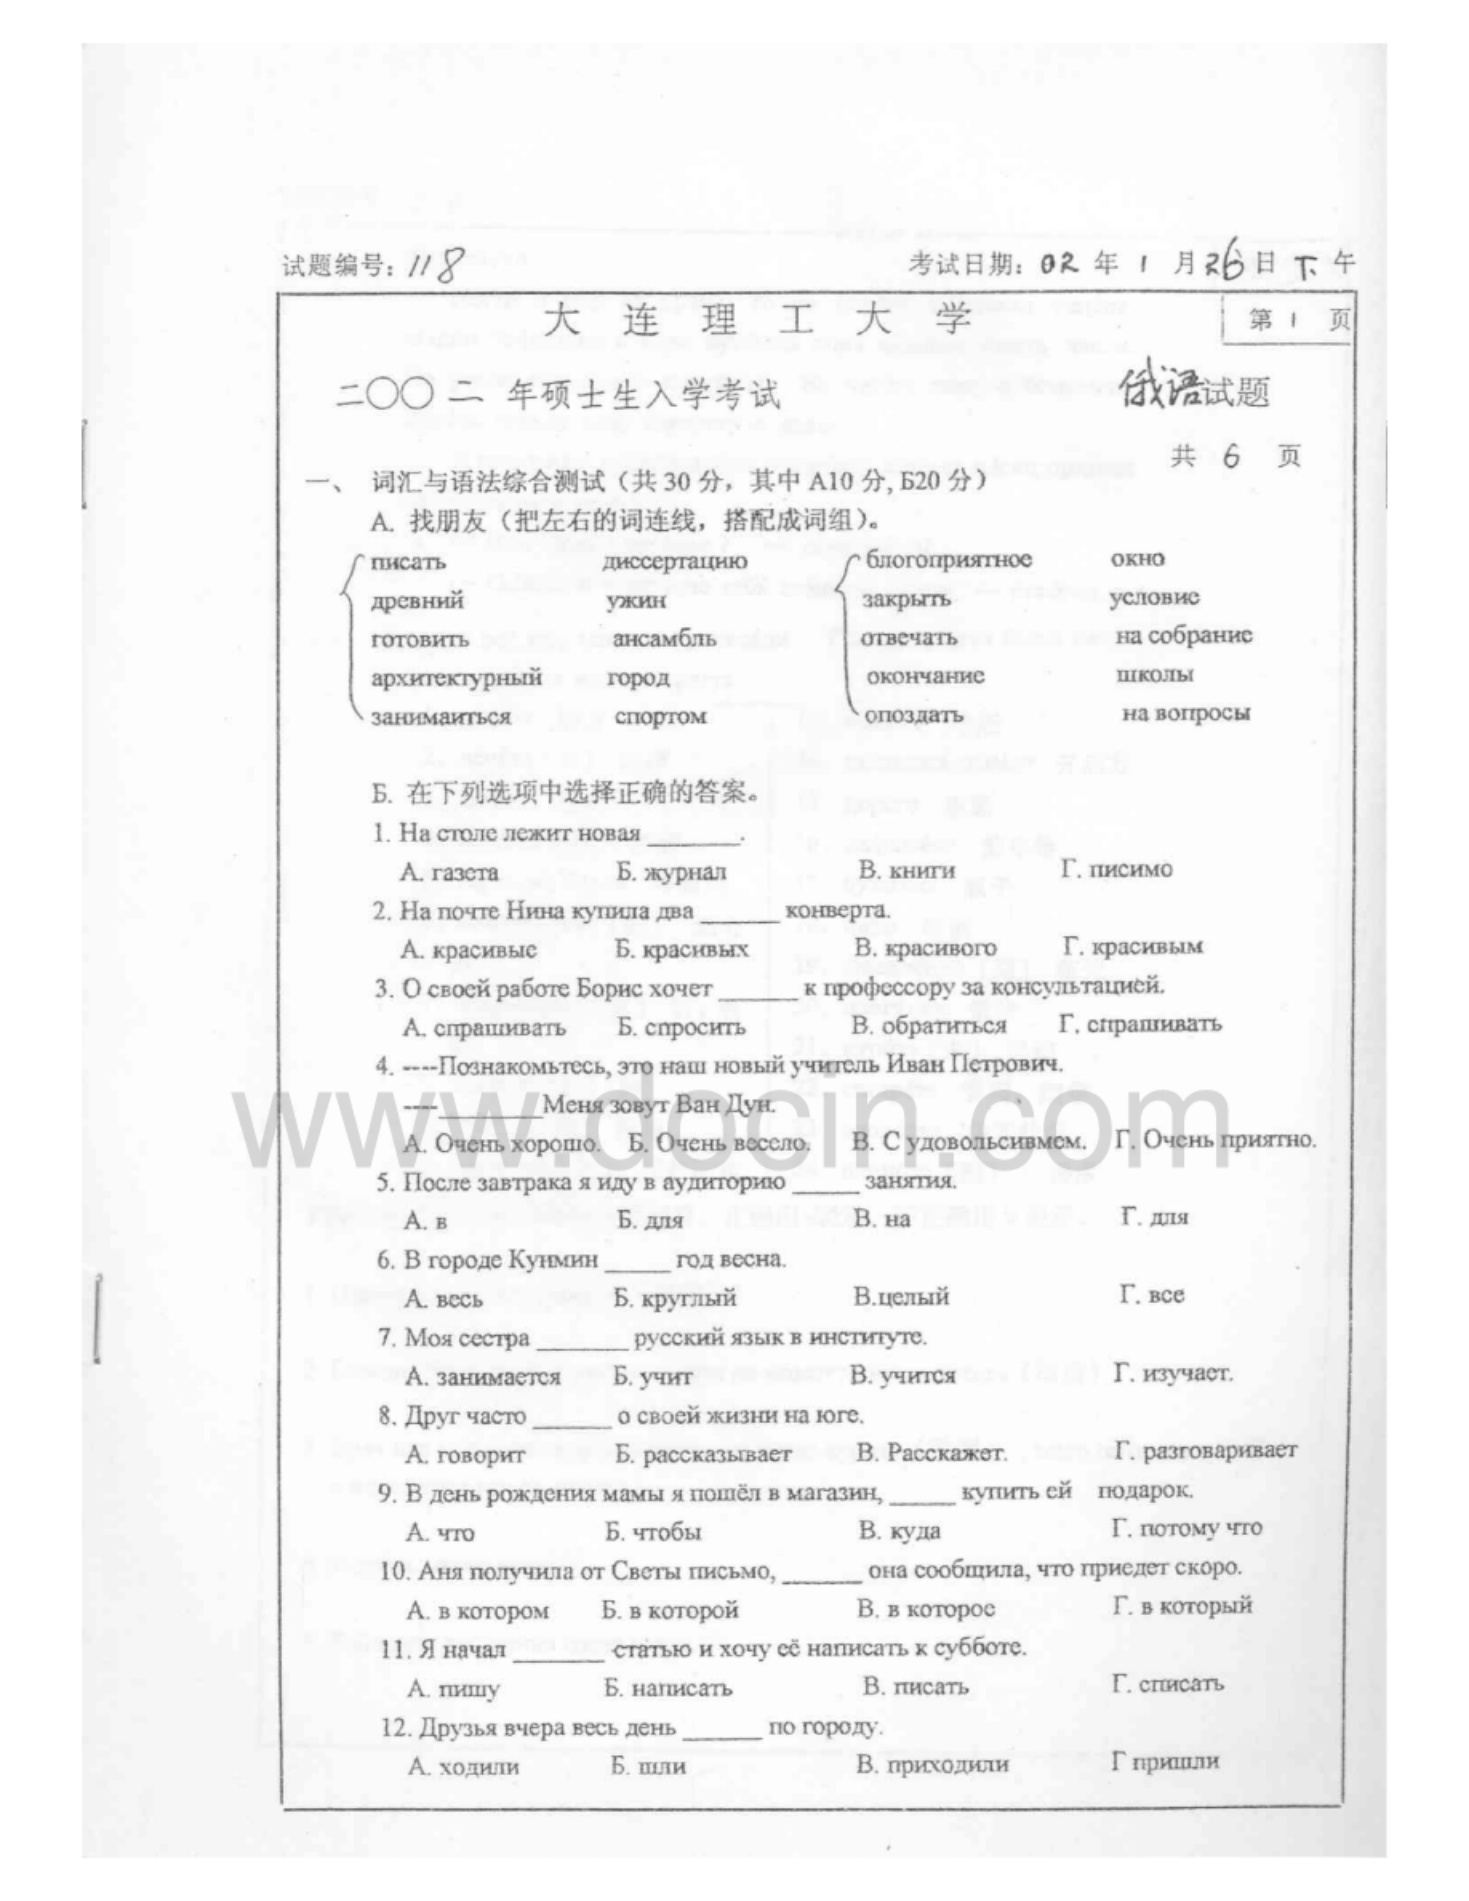 试题编号：118 考试日期：02 年 1 月 26 日 下 午
大 连 理 工 大 学 第 1 页
二〇〇二 年硕士生入学考试 俄语试题
共 6 页
一、 词汇与语法综合测试（共 30 分，其中 А10 分, Б20 分）
А. 找朋友（把左右的词连线，搭配成词组）。
писать диссертацию блогоприятное окно
древний ужин закрыть условие
готовить ансамбль отвечать на собрание
архитектурный город окончание школы
занимаиться спортом опоздать на вопросы
Б. 在下列选项中选择正确的答案。
1. На столе лежит новая ________.
А. газета Б. журнал В. книги Г. писимо
2. На почте Нина купила два ______ конверта.
А. красивые Б. красивых В. красивого Г. красивым
3. О своей работе Борис хочет ______ к профессору за консультацией.
А. спрашивать Б. спросить В. обратиться Г. спрашивать
4. ----Познакомьтесь, это наш новый учитель Иван Петрович.
----________Меня зовут Ван Дун.
А. Очень хорошо. Б. Очень весело. В. С удовольсивмем. Г. Очень приятно.
5. После завтрака я иду в аудиторию _____ занятия.
А. в Б. для В. на Г. для
6. В городе Кунмин _____ год весна.
А. весь Б. круглый В.целый Г. все
7. Моя сестра _______ русский язык в институте.
А. занимается Б. учит В. учится Г. изучает.
8. Друг часто ______ о своей жизни на юге.
А. говорит Б. рассказывает В. Расскажет. Г. разговаривает
9. В день рождения мамы я пошёл в магазин, _____ купить ей подарок.
А. что Б. чтобы В. куда Г. потому что
10. Аня получила от Светы письмо, ______ она сообщила, что приедет скоро.
А. в котором Б. в которой В. в которое Г. в который
11. Я начал _______ статью и хочу её написать к субботе.
А. пишу Б. написать В. писать Г. списать
12. Друзья вчера весь день ______ по городу.
А. ходили Б. шли В. приходили Г пришли
www.docin.com